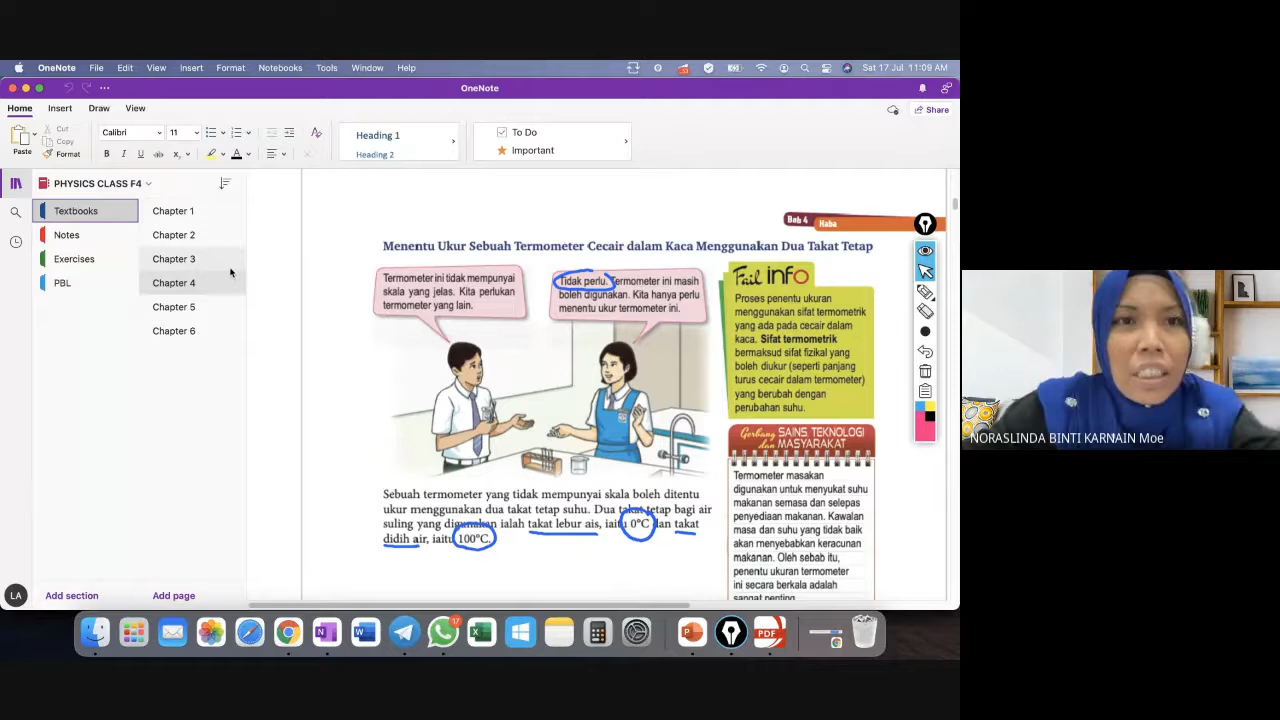 OneNote File Edit View Insert Format Notebooks Tools Window Help Sat 17 Jul 11:09 AM
OneNote
Home Insert Draw View Share
Paste Cut Copy Format
Calibri 11
B I U ab x A
Heading 1
Heading 2
To Do
Important
PHYSICS CLASS F4
Textbooks
Notes
Exercises
PBL
Chapter 1
Chapter 2
Chapter 3
Chapter 4
Chapter 5
Chapter 6
Add section
Add page
LA
Bab 4 Haba
Menentu Ukur Sebuah Termometer Cecair dalam Kaca Menggunakan Dua Takat Tetap
Termometer ini tidak mempunyai
skala yang jelas. Kita perlukan
termometer yang lain.
Tidak perlu. Termometer ini masih
boleh digunakan. Kita hanya perlu
menentu ukur termometer ini.
Sebuah termometer yang tidak mempunyai skala boleh ditentu
ukur menggunakan dua takat tetap suhu. Dua takat tetap bagi air
suling yang digunakan ialah takat lebur ais, iaitu 0°C dan takat
didih air, iaitu 100°C.
Fail info
Proses penentu ukuran
menggunakan sifat termometrik
yang ada pada cecair dalam
kaca. Sifat termometrik
bermaksud sifat fizikal yang
boleh diukur (seperti panjang
turus cecair dalam termometer)
yang berubah dengan
perubahan suhu.
Gerbang SAINS, TEKNOLOGI
dan MASYARAKAT
Termometer masakan
digunakan untuk menyukat suhu
makanan semasa dan selepas
penyediaan makanan. Kawalan
masa dan suhu yang tidak baik
akan menyebabkan keracunan
makanan. Oleh sebab itu,
penentu ukuran termometer
ini secara berkala adalah
sangat penting.
17
PDF
NORASLINDA BINTI KARNAIN Moe